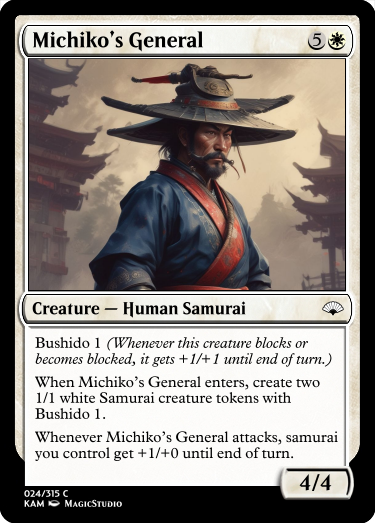 Michiko's General 5
Creature — Human Samurai
Bushido 1 (Whenever this creature blocks or
becomes blocked, it gets +1/+1 until end of turn.)
When Michiko's General enters, create two
1/1 white Samurai creature tokens with
Bushido 1.
Whenever Michiko's General attacks, samurai
you control get +1/+0 until end of turn.
4/4
024/315 C
KAM MagicStudio